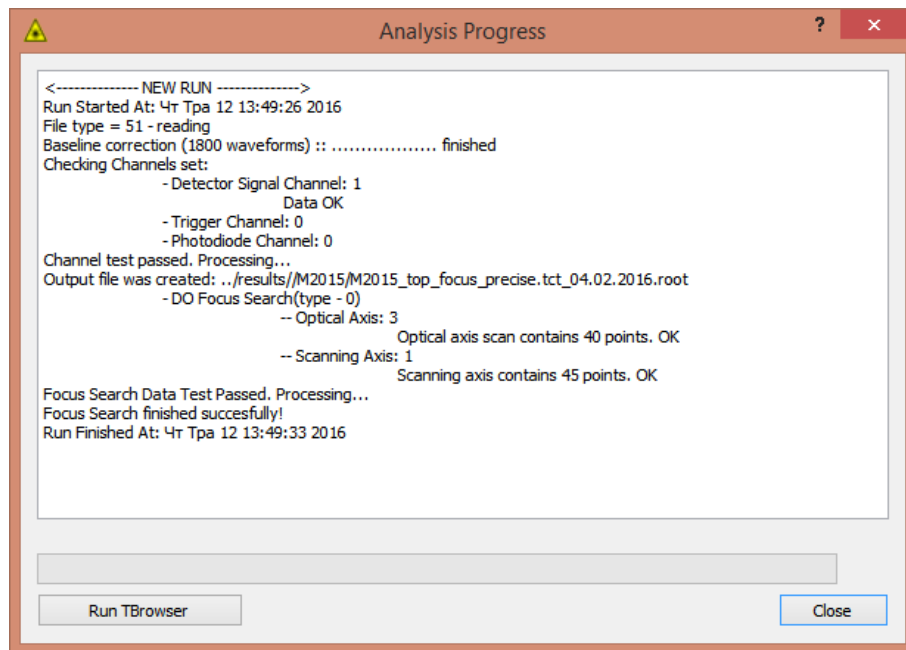 Analysis Progress
?
<-------------- NEW RUN -------------->
Run Started At: Чт Тра 12 13:49:26 2016
File type = 51 - reading
Baseline correction (1800 waveforms) :: .................. finished
Checking Channels set:
- Detector Signal Channel: 1
Data OK
- Trigger Channel: 0
- Photodiode Channel: 0
Channel test passed. Processing...
Output file was created: ../results//M2015/M2015_top_focus_precise.tct_04.02.2016.root
- DO Focus Search(type - 0)
-- Optical Axis: 3
Optical axis scan contains 40 points. OK
-- Scanning Axis: 1
Scanning axis contains 45 points. OK
Focus Search Data Test Passed. Processing...
Focus Search finished succesfully!
Run Finished At: Чт Тра 12 13:49:33 2016
Run TBrowser
Close